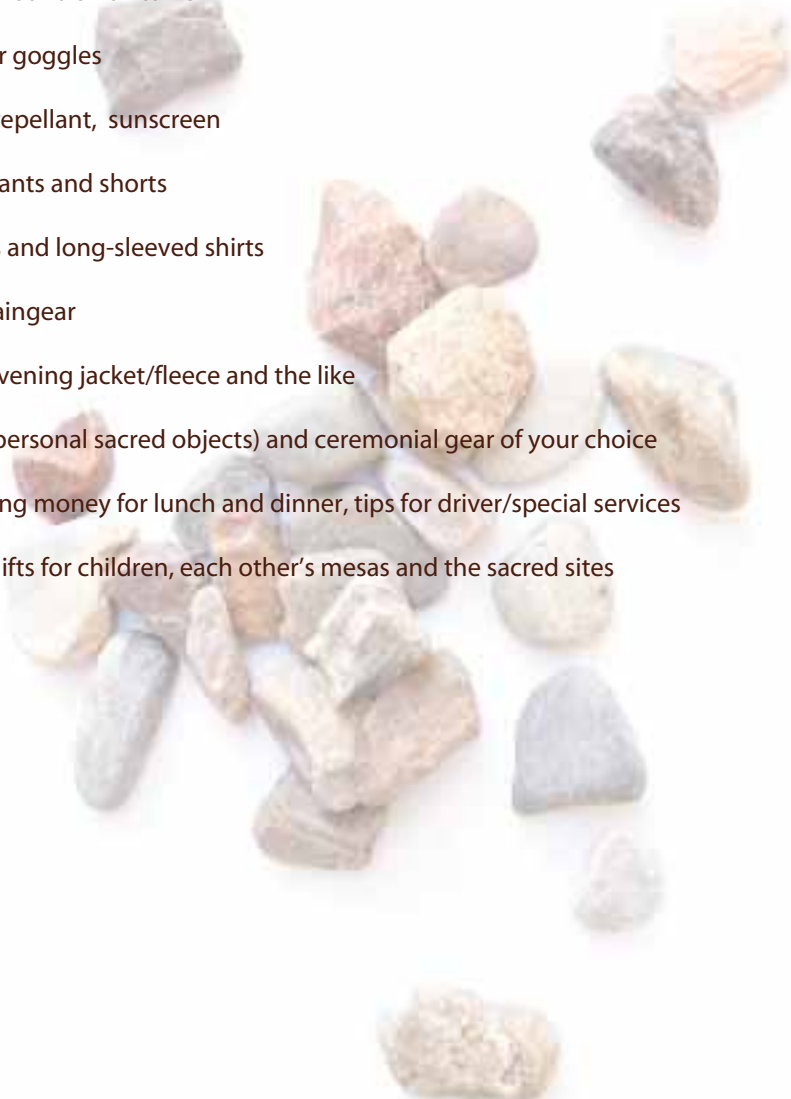 r goggles
epellant, sunscreen
ants and shorts
and long-sleeved shirts
aingear
vening jacket/fleece and the like
personal sacred objects) and ceremonial gear of your choice
ng money for lunch and dinner, tips for driver/special services
ifts for children, each other's mesas and the sacred sites